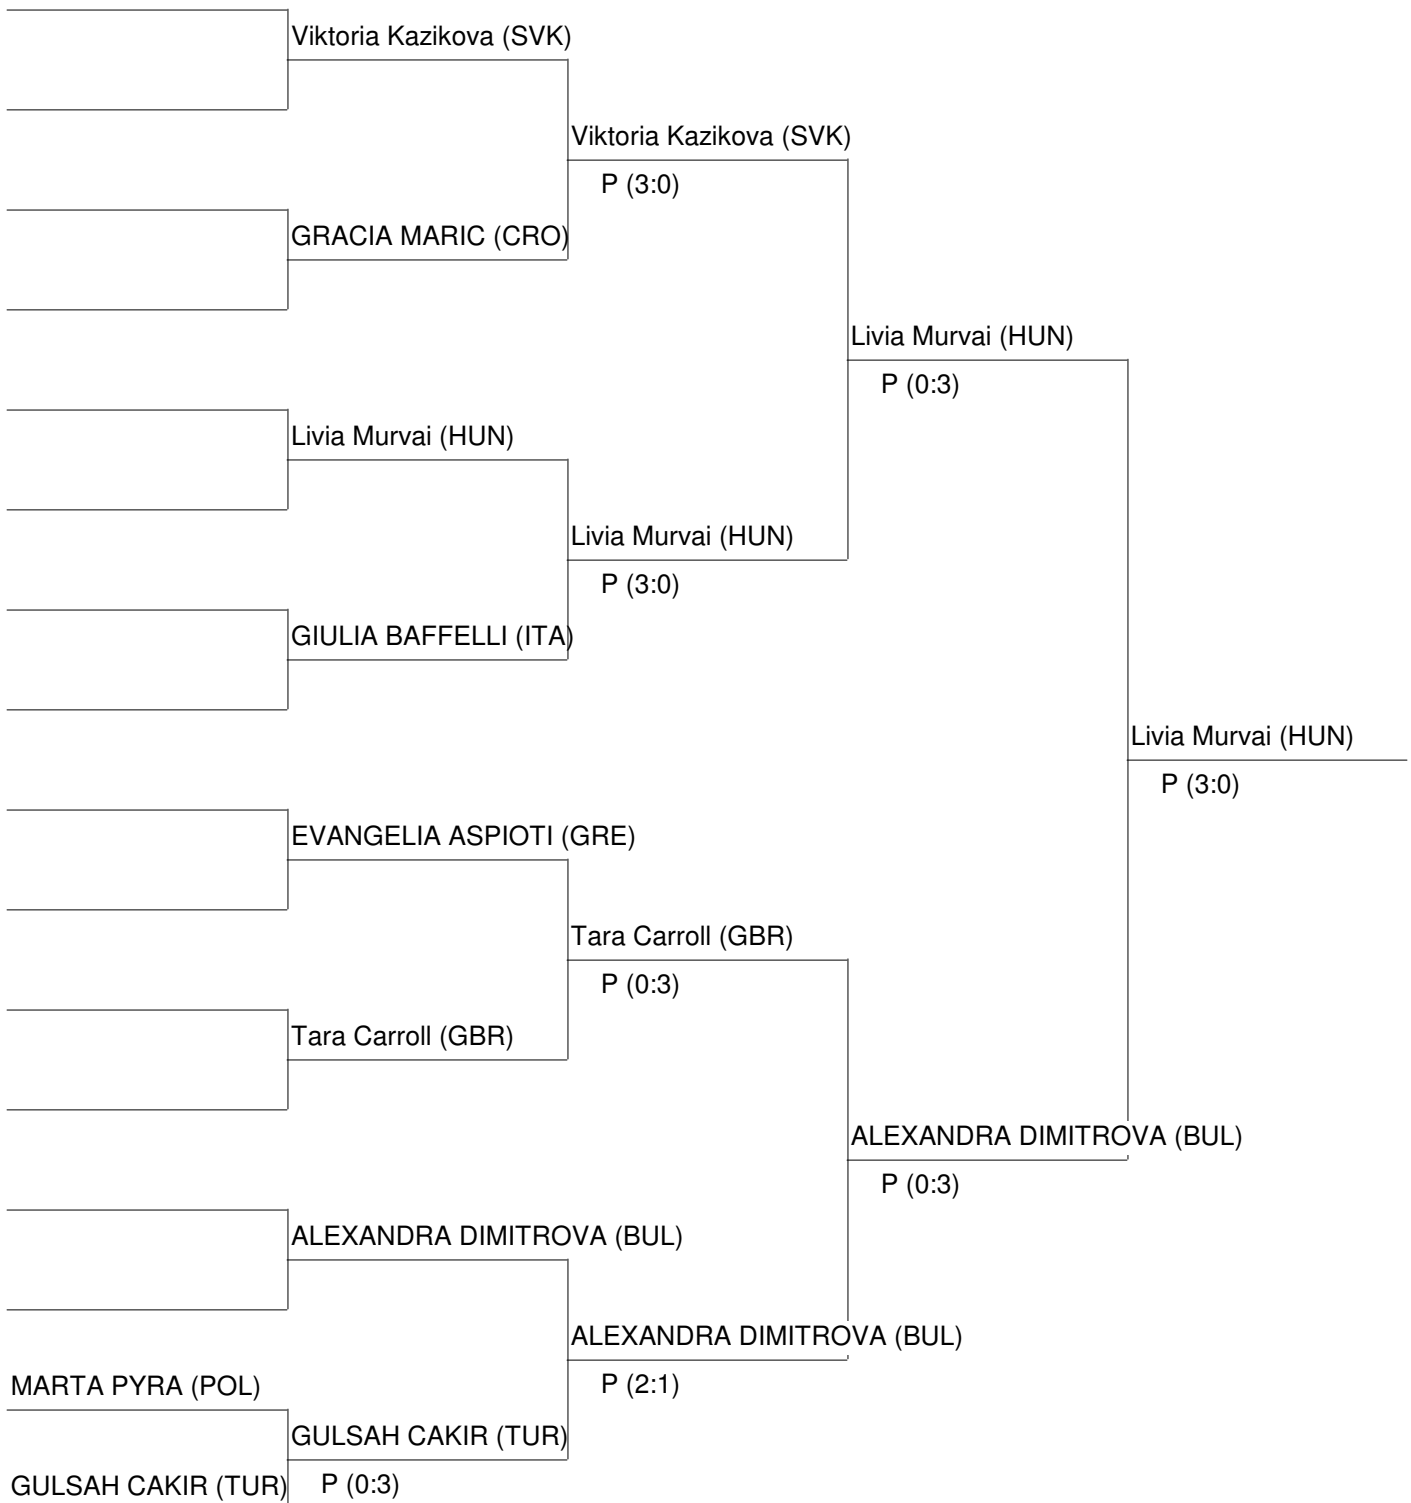 Viktoria Kazikova (SVK)
Viktoria Kazikova (SVK)
P (3:0)
GRACIA MARIC (CRO)
Livia Murvai (HUN)
P (0:3)
Livia Murvai (HUN)
Livia Murvai (HUN)
P (3:0)
GIULIA BAFFELLI (ITA)
Livia Murvai (HUN)
P (3:0)
EVANGELIA ASPIOTI (GRE)
Tara Carroll (GBR)
P (0:3)
Tara Carroll (GBR)
ALEXANDRA DIMITROVA (BUL)
P (0:3)
ALEXANDRA DIMITROVA (BUL)
ALEXANDRA DIMITROVA (BUL)
P (2:1)
MARTA PYRA (POL)
GULSAH CAKIR (TUR)
P (0:3)
GULSAH CAKIR (TUR)